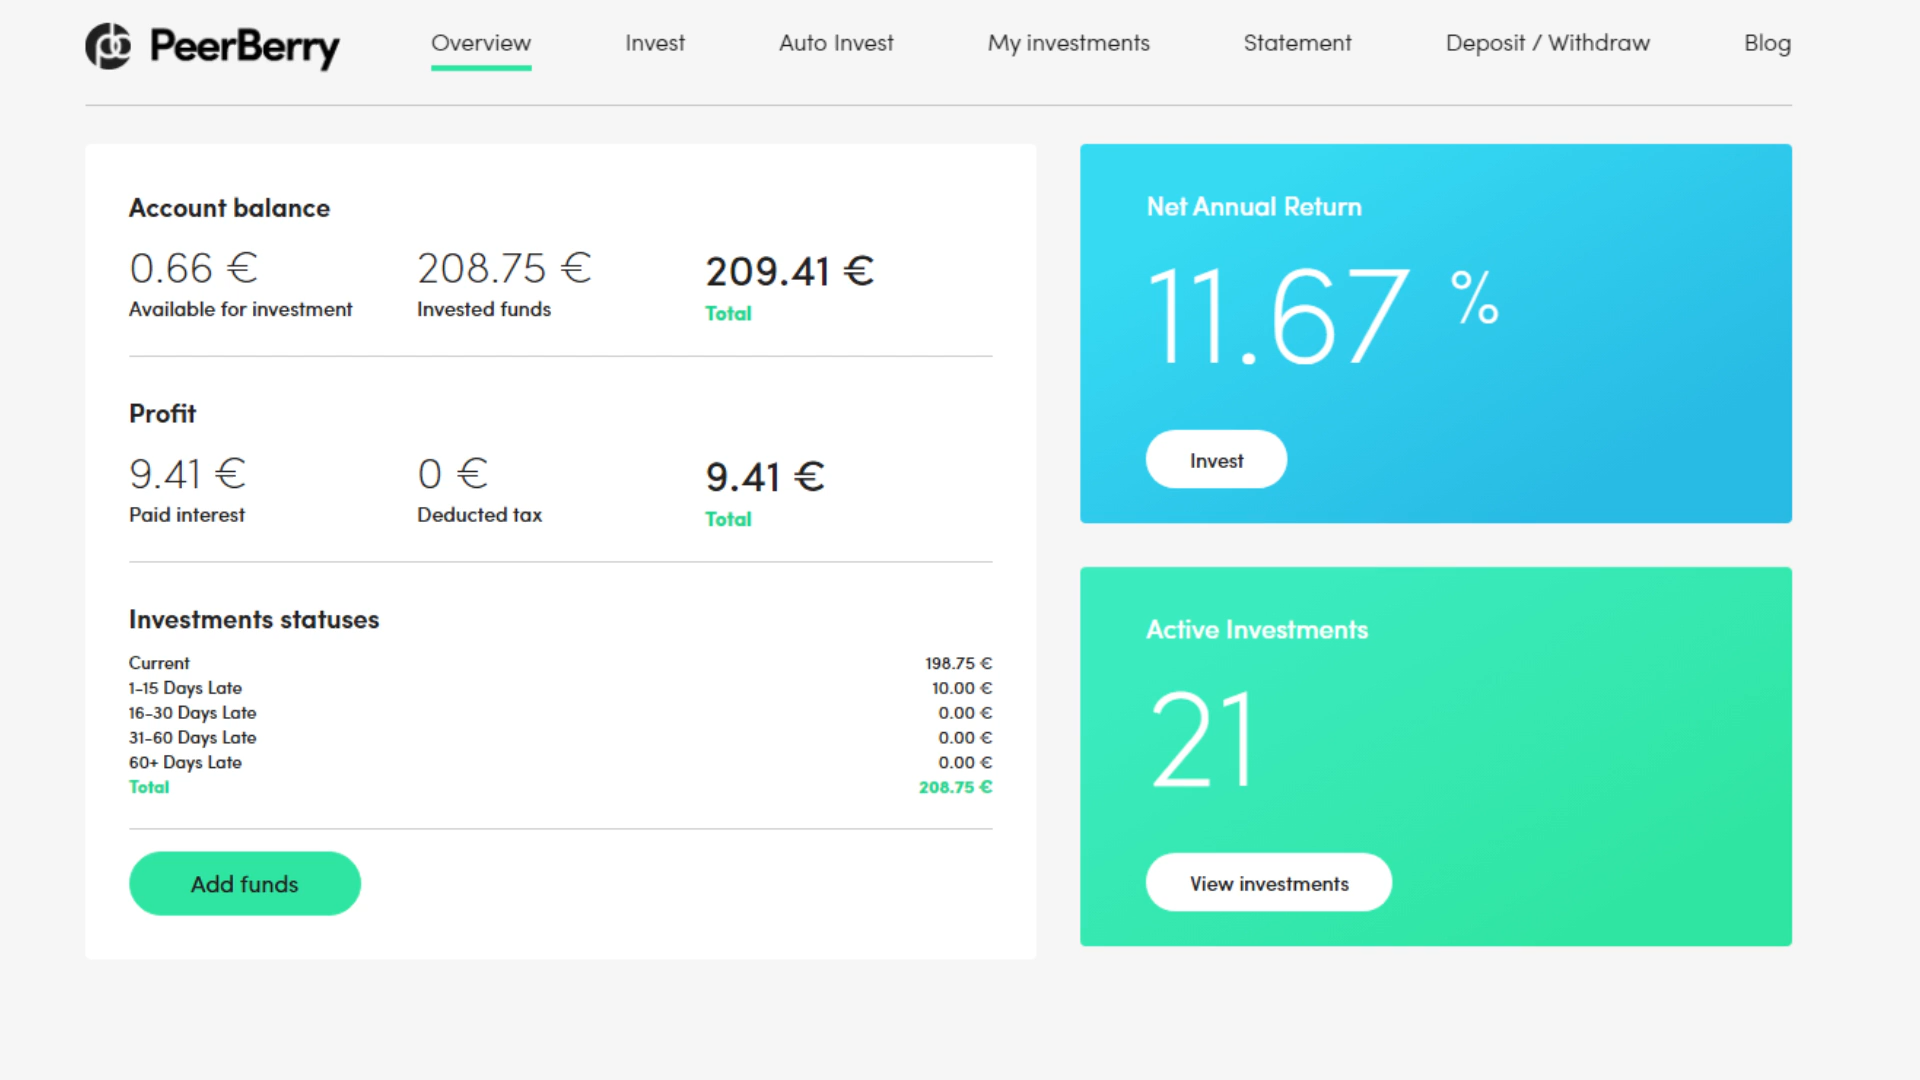 PeerBerry
Overview
Invest
Auto Invest
My investments
Statement
Deposit / Withdraw
Blog
Account balance
0.66 €
Available for investment
208.75 €
Invested funds
209.41 €
Total
Profit
9.41 €
Paid interest
0 €
Deducted tax
9.41 €
Total
Investments statuses
Current 198.75 €
1-15 Days Late 10.00 €
16-30 Days Late 0.00 €
31-60 Days Late 0.00 €
60+ Days Late 0.00 €
Total 208.75 €
Add funds
Net Annual Return
11.67 %
Invest
Active Investments
21
View investments